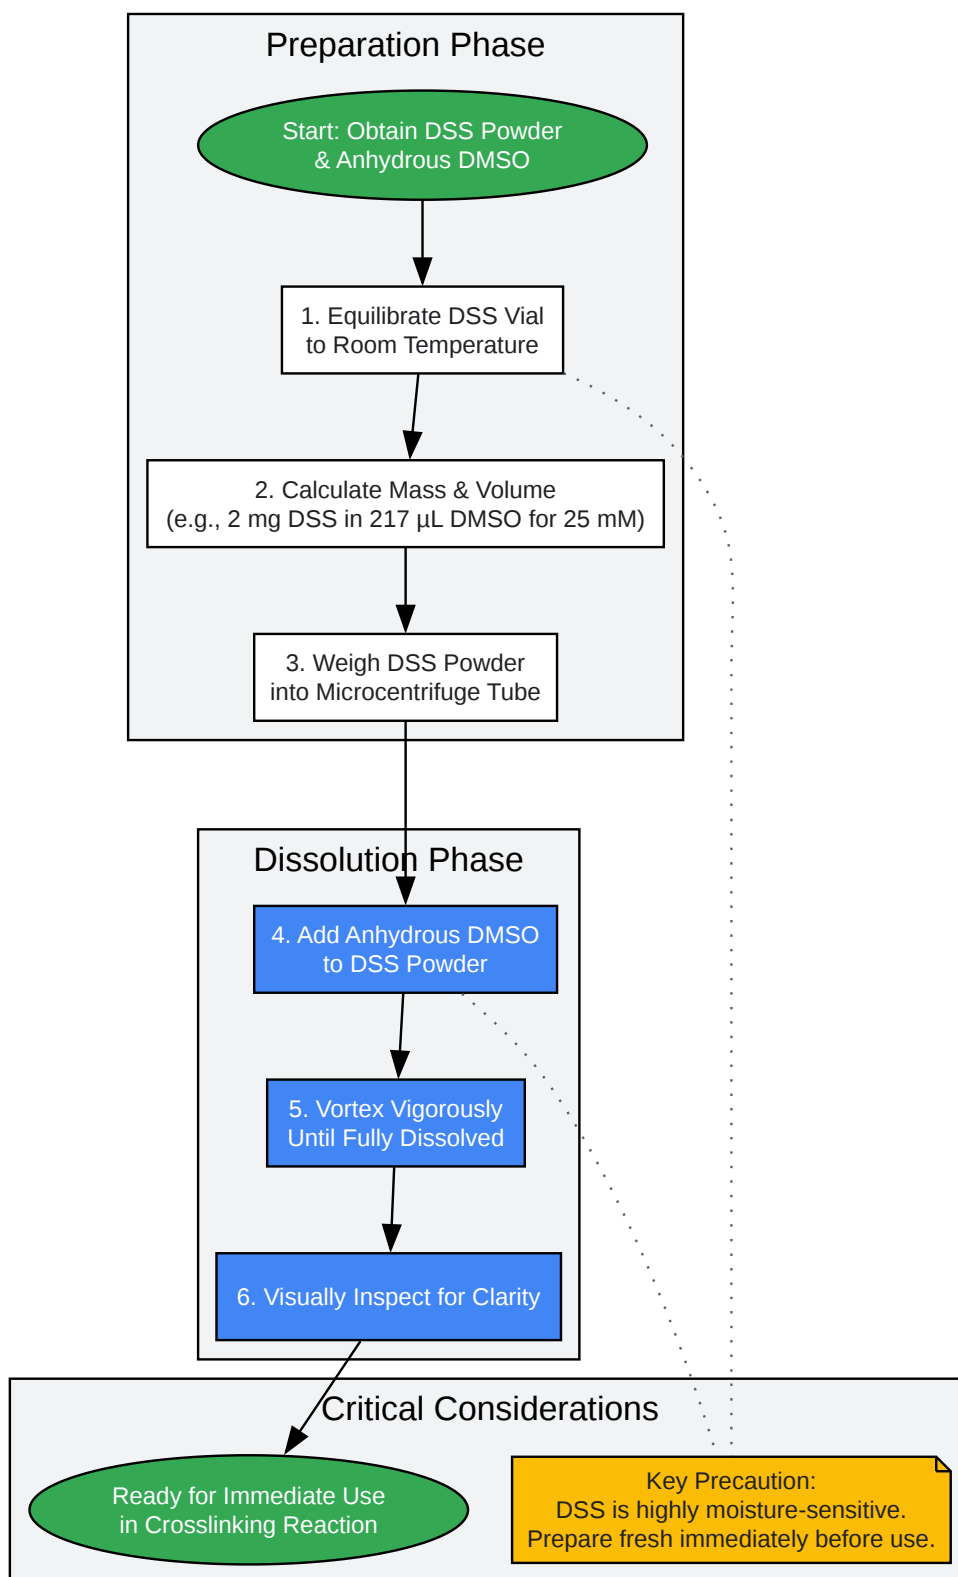 Preparation Phase
Start: Obtain DSS Powder
& Anhydrous DMSO
1. Equilibrate DSS Vial
to Room Temperature
2. Calculate Mass & Volume
(e.g., 2 mg DSS in 217 µL DMSO for 25 mM)
3. Weigh DSS Powder
into Microcentrifuge Tube
Dissolution Phase
4. Add Anhydrous DMSO
to DSS Powder
5. Vortex Vigorously
Until Fully Dissolved
6. Visually Inspect for Clarity
Critical Considerations
Ready for Immediate Use
in Crosslinking Reaction
Key Precaution:
DSS is highly moisture-sensitive.
Prepare fresh immediately before use.